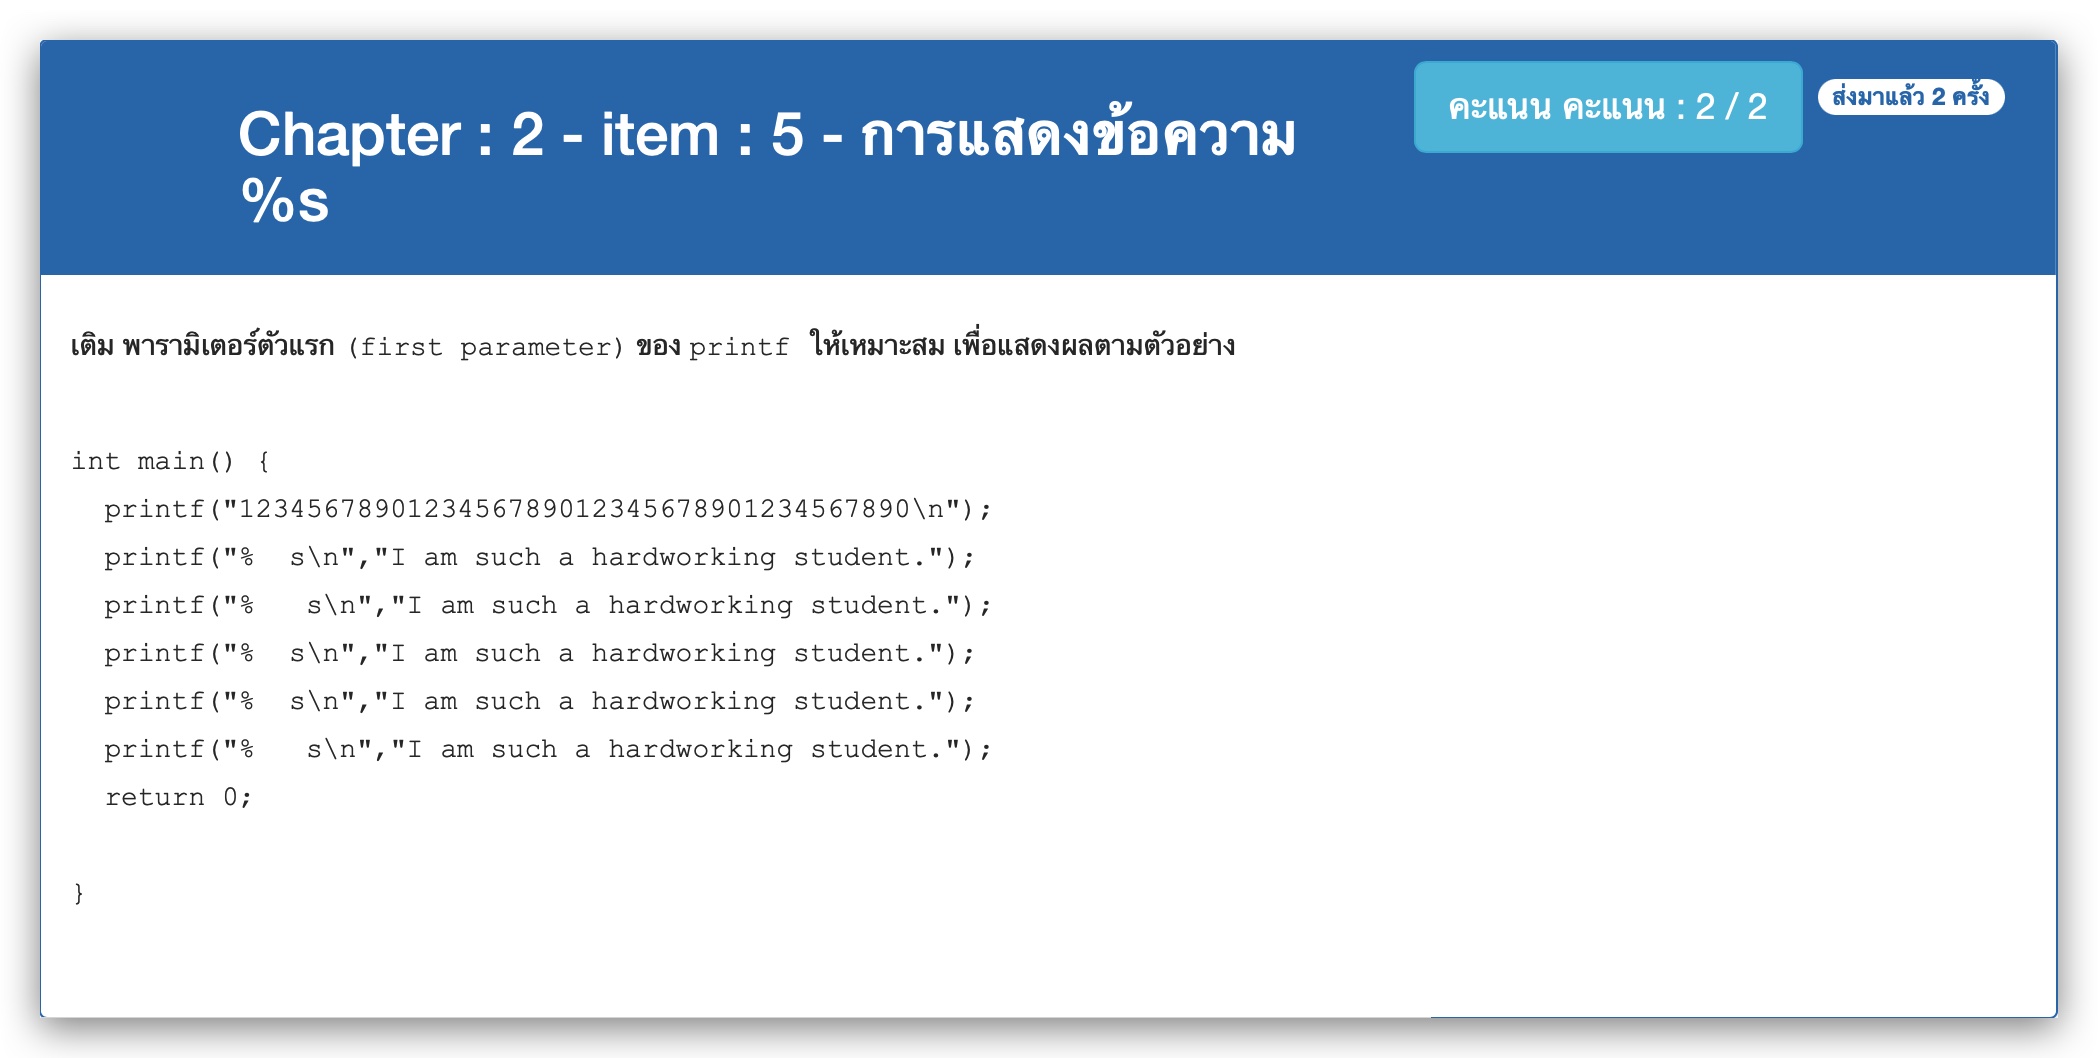 Chapter : 2 - item : 5 - การแสดงข้อความ
%s
คะแนน คะแนน : 2 / 2
ส่งมาแล้ว 2 ครั้ง
เติม พารามิเตอร์ตัวแรก (first parameter) ของ printf ให้เหมาะสม เพื่อแสดงผลตามตัวอย่าง
int main() {
  printf("1234567890123456789012345678901234567890\n");
  printf("%  s\n","I am such a hardworking student.");
  printf("%   s\n","I am such a hardworking student.");
  printf("%  s\n","I am such a hardworking student.");
  printf("%  s\n","I am such a hardworking student.");
  printf("%   s\n","I am such a hardworking student.");
  return 0;
}